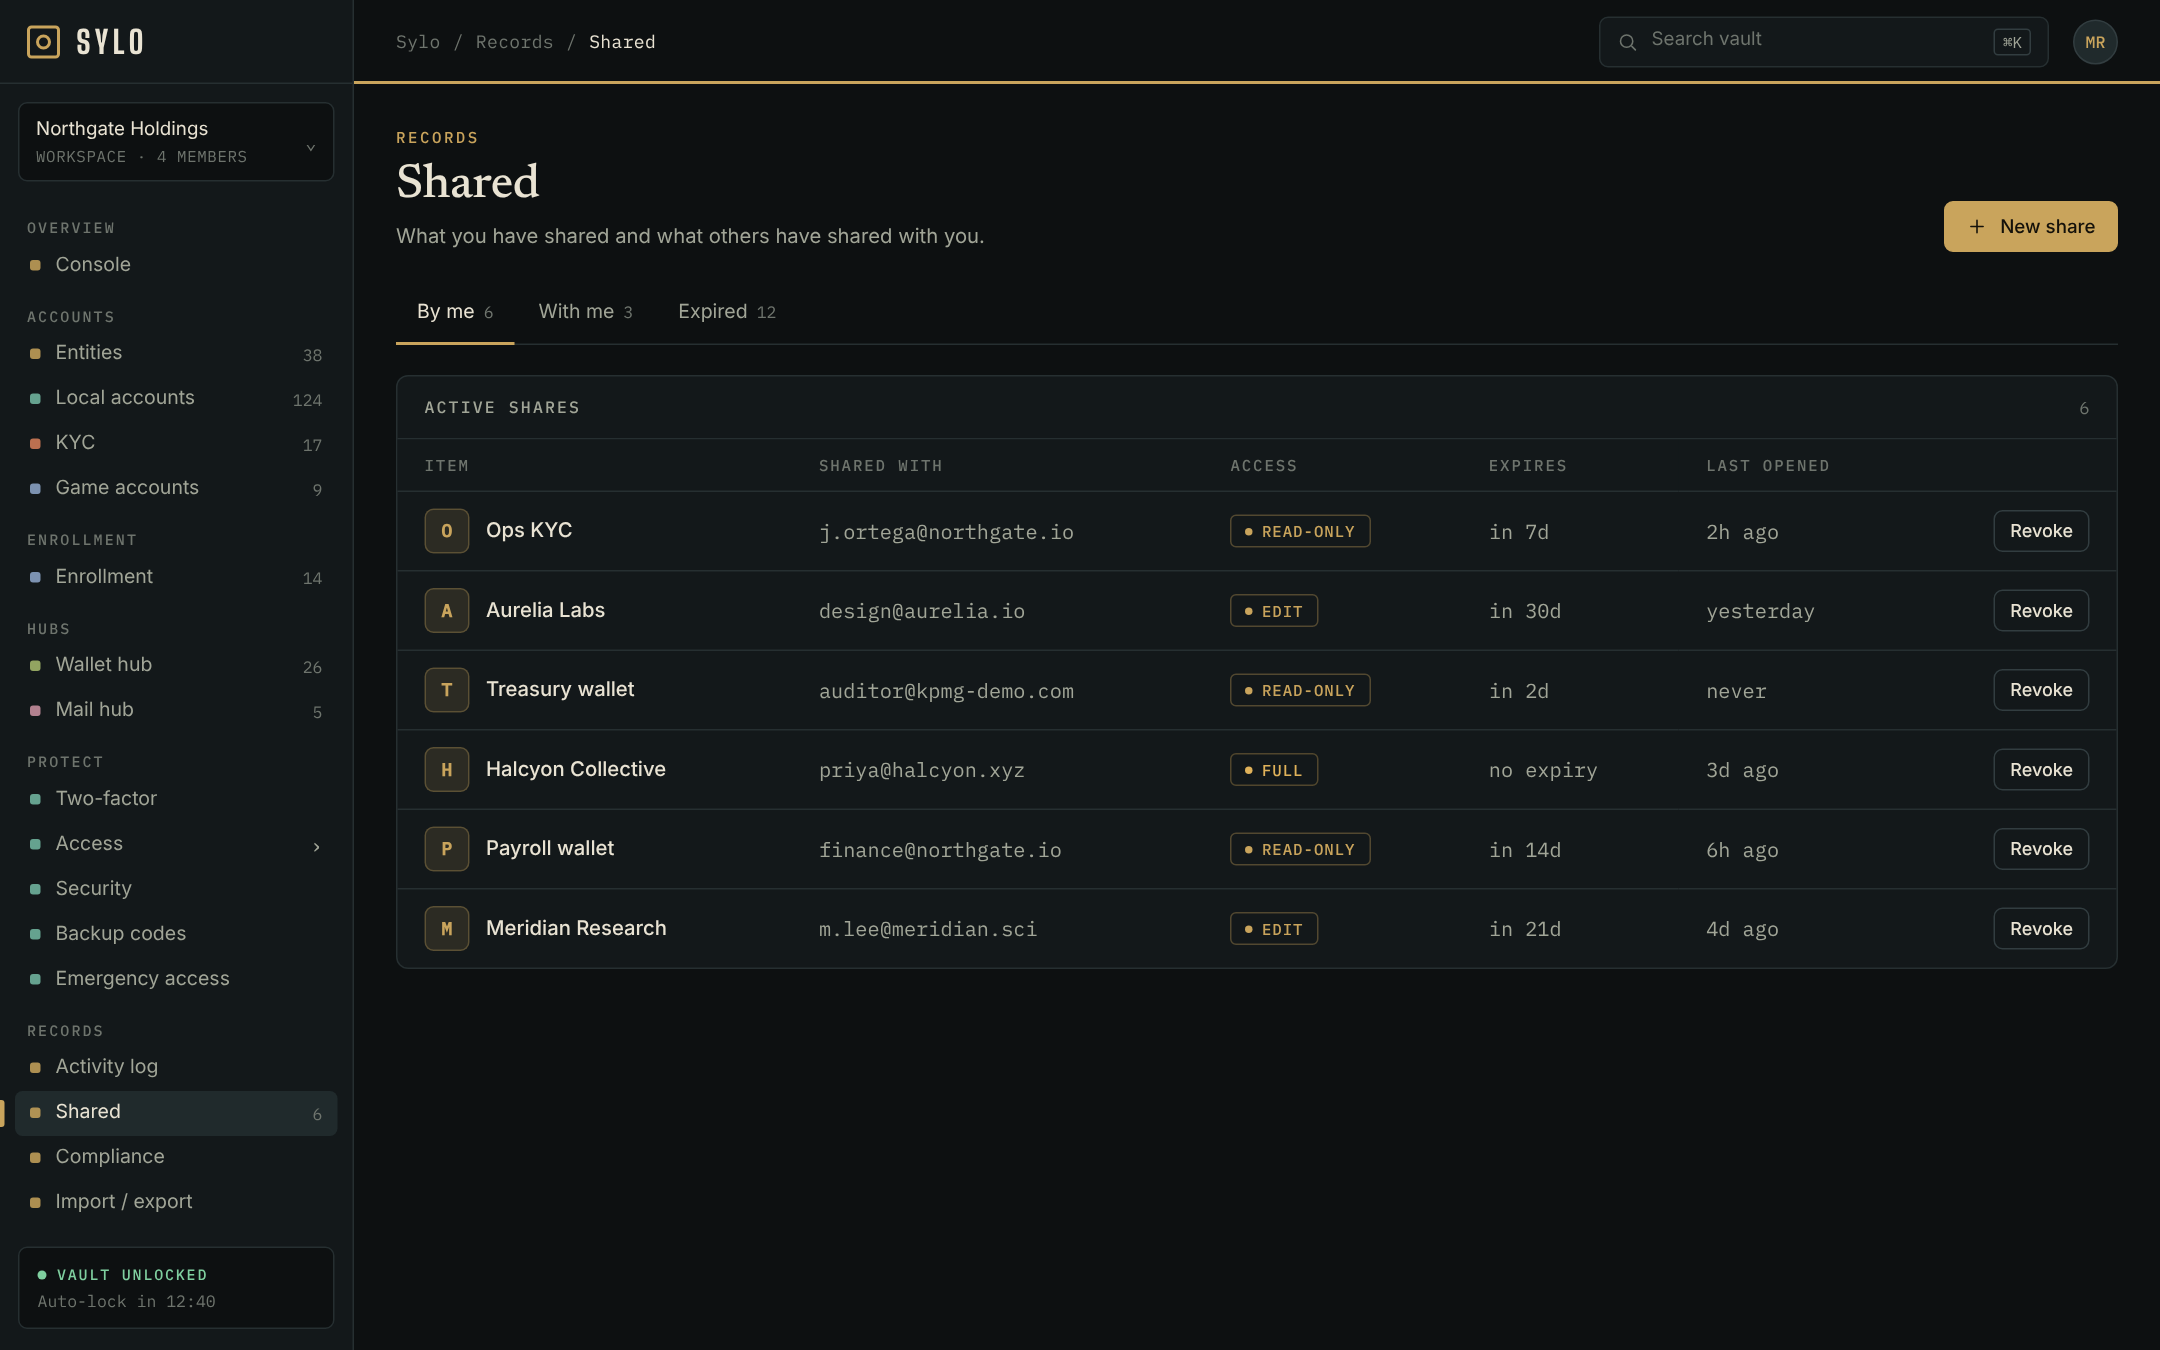 SYLO
Northgate Holdings
WORKSPACE · 4 MEMBERS
OVERVIEW
Console
ACCOUNTS
Entities 38
Local accounts 124
KYC 17
Game accounts 9
ENROLLMENT
Enrollment 14
HUBS
Wallet hub 26
Mail hub 5
PROTECT
Two-factor
Access
Security
Backup codes
Emergency access
RECORDS
Activity log
Shared 6
Compliance
Import / export
VAULT UNLOCKED
Auto-lock in 12:40
Sylo / Records / Shared
Search vault ⌘K
MR
RECORDS
Shared
What you have shared and what others have shared with you.
+ New share
By me 6 With me 3 Expired 12
ACTIVE SHARES 6
ITEM SHARED WITH ACCESS EXPIRES LAST OPENED
O Ops KYC j.ortega@northgate.io READ-ONLY in 7d 2h ago Revoke
A Aurelia Labs design@aurelia.io EDIT in 30d yesterday Revoke
T Treasury wallet auditor@kpmg-demo.com READ-ONLY in 2d never Revoke
H Halcyon Collective priya@halcyon.xyz FULL no expiry 3d ago Revoke
P Payroll wallet finance@northgate.io READ-ONLY in 14d 6h ago Revoke
M Meridian Research m.lee@meridian.sci EDIT in 21d 4d ago Revoke